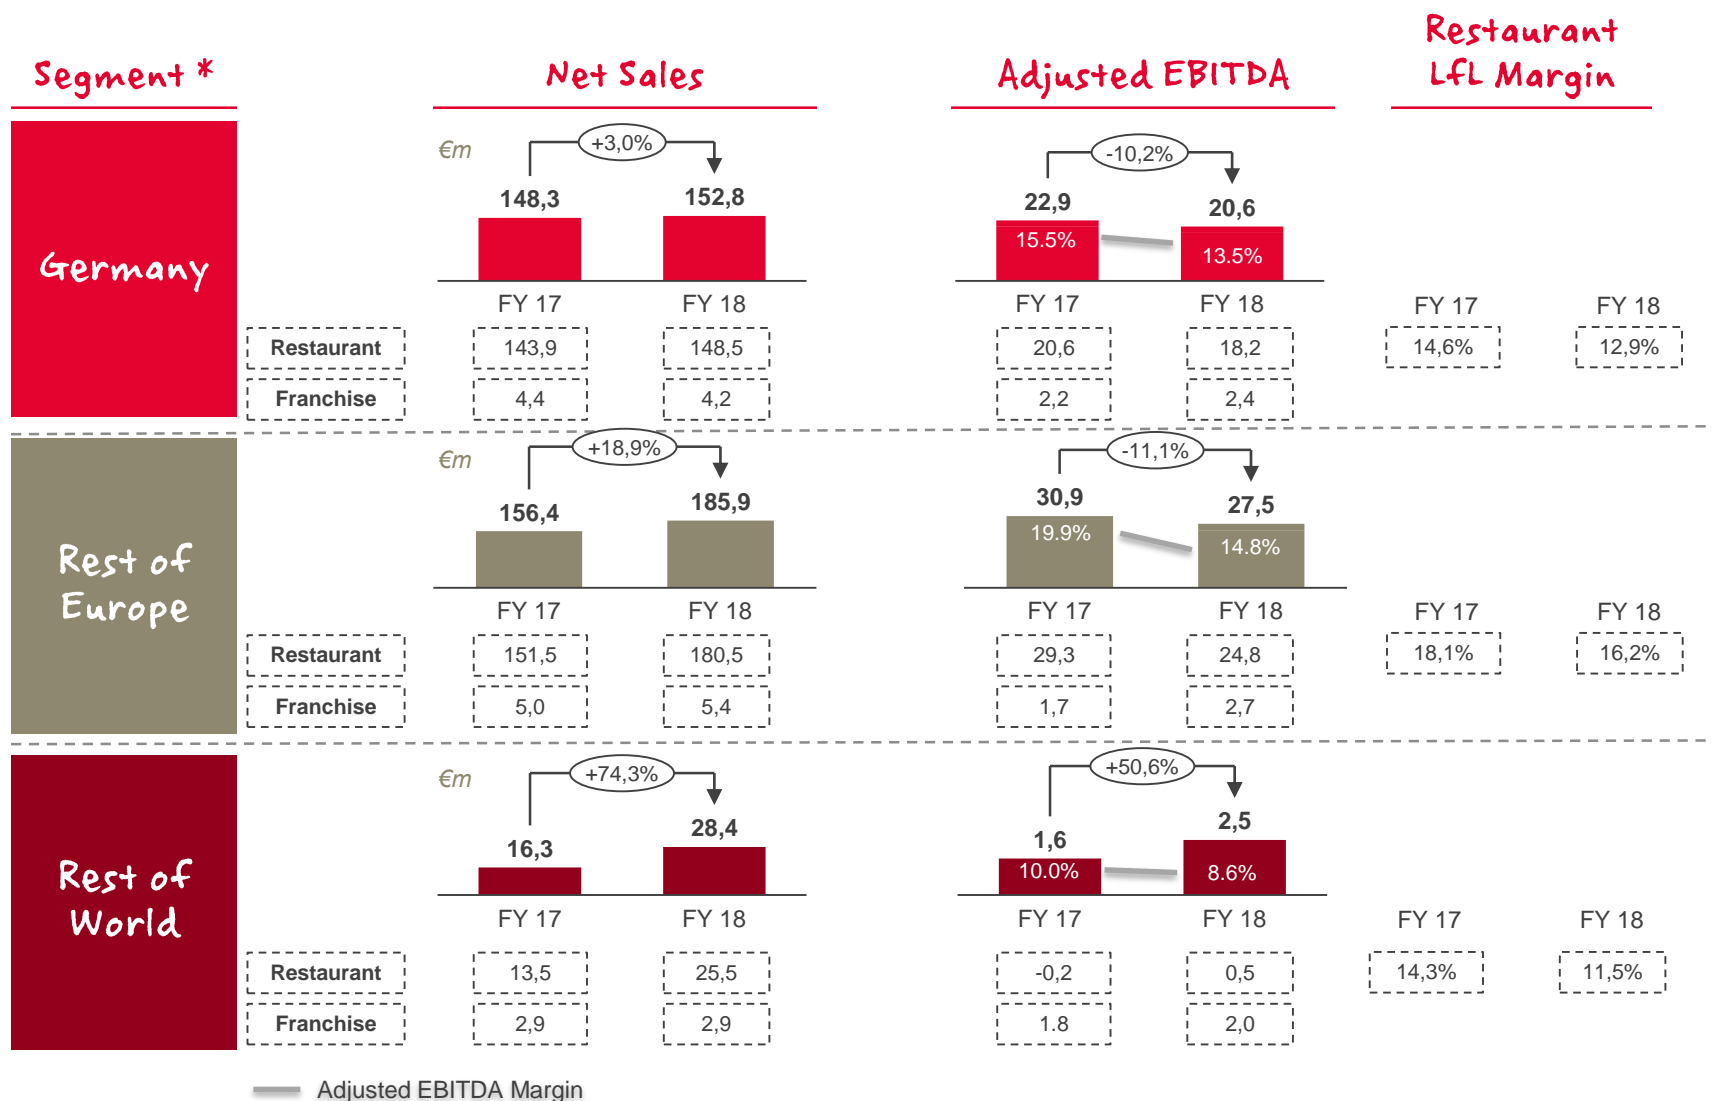 Segment *
Net Sales
Adjusted EBITDA
Restaurant
LfL Margin
Germany
€m
+3,0%
148,3
152,8
FY 17
FY 18
-10,2%
22,9
20,6
15.5%
13.5%
FY 17
FY 18
FY 17
FY 18
Restaurant
143,9
148,5
20,6
18,2
14,6%
12,9%
Franchise
4,4
4,2
2,2
2,4
Rest of
Europe
€m
+18,9%
156,4
185,9
FY 17
FY 18
-11,1%
30,9
27,5
19.9%
14.8%
FY 17
FY 18
FY 17
FY 18
Restaurant
151,5
180,5
29,3
24,8
18,1%
16,2%
Franchise
5,0
5,4
1,7
2,7
Rest of
World
€m
+74,3%
16,3
28,4
FY 17
FY 18
+50,6%
1,6
2,5
10.0%
8.6%
FY 17
FY 18
FY 17
FY 18
Restaurant
13,5
25,5
-0,2
0,5
14,3%
11,5%
Franchise
2,9
2,9
1.8
2,0
Adjusted EBITDA Margin